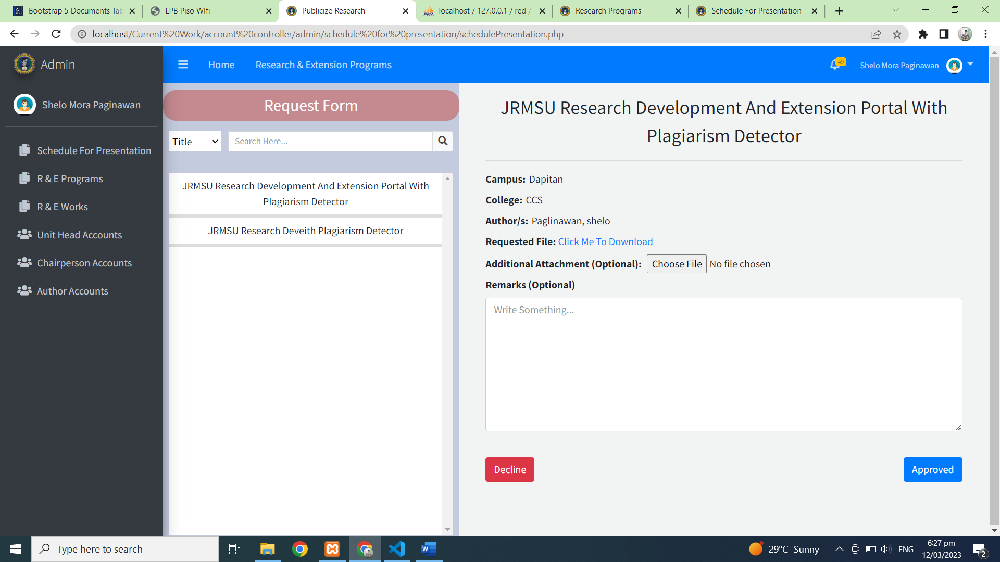 Bootstrap 5 Documents Tab
LPB Piso WIfi
Publicize Research
localhost / 127.0.0.1 / red /
Research Programs
Schedule For Presentation
localhost/Current%20Work/account%20controller/admin/schedule%20for%20presentation/schedulePresentation.php
Admin
Home
Research & Extension Programs
49
Shelo Mora Paginawan
Shelo Mora Paginawan
Schedule For Presentation
R & E Programs
R & E Works
Unit Head Accounts
Chairperson Accounts
Author Accounts
Request Form
Title
Search Here...
JRMSU Research Development And Extension Portal With
Plagiarism Detector
JRMSU Research Deveith Plagiarism Detector
JRMSU Research Development And Extension Portal With
Plagiarism Detector
Campus: Dapitan
College: CCS
Author/s: Paglinawan, shelo
Requested File: Click Me To Download
Additional Attachment (Optional): Choose File No file chosen
Remarks (Optional)
Write Something...
Decline
Approved
Type here to search
29°C Sunny
ENG
6:27 pm
12/03/2023
2